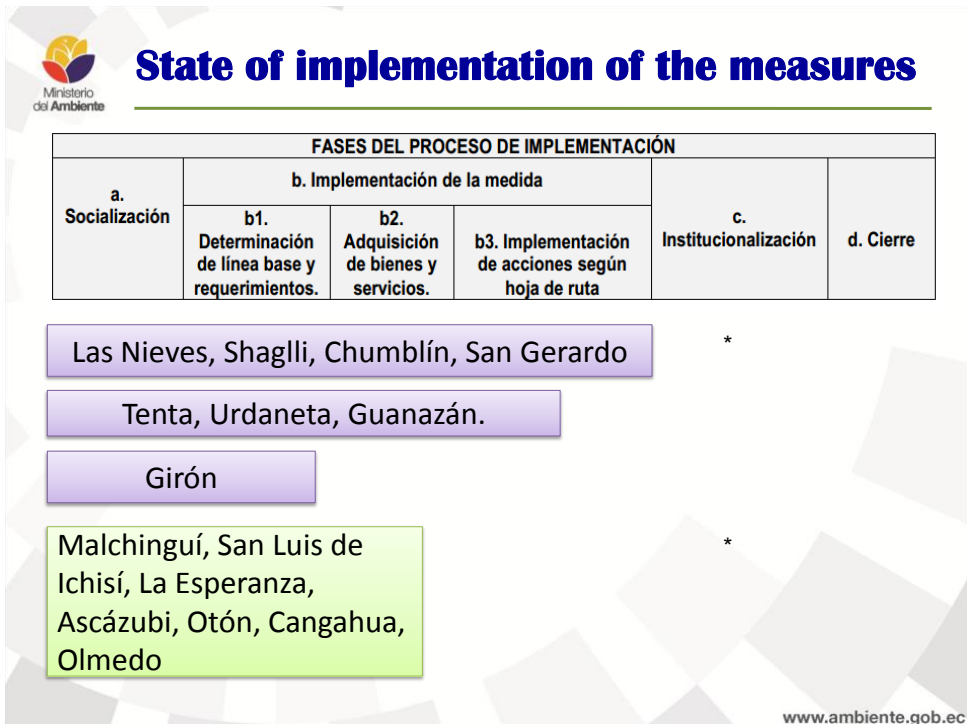 Ministerio
del Ambiente
State of implementation of the measures
FASES DEL PROCESO DE IMPLEMENTACIÓN
a.
Socialización
b. Implementación de la medida
b1.
Determinación
de línea base y
requerimientos.
b2.
Adquisición
de bienes y
servicios.
b3. Implementación
de acciones según
hoja de ruta
c.
Institucionalización
d. Cierre
Las Nieves, Shaglli, Chumblín, San Gerardo
*
Tenta, Urdaneta, Guanazán.
Girón
Malchinguí, San Luis de
Ichisí, La Esperanza,
Ascázubi, Otón, Cangahua,
Olmedo
*
www.ambiente.gob.ec